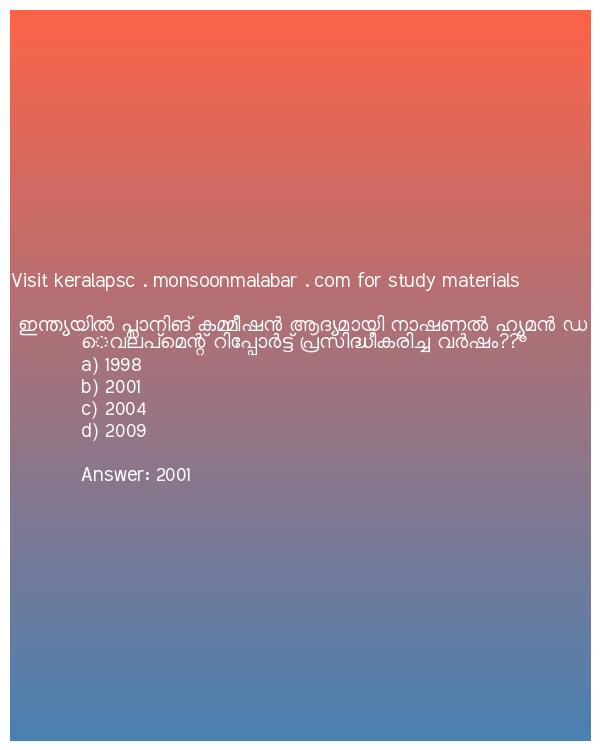 Visit keralapsc . monsoonmalabar . com for study materials
ഇന്ത്യയിൽ പ്ലാനിങ് കമ്മീഷൻ ആദ്യമായി നാഷണൽ ഹ്യൂമൻ ഡ
െവലപ്മെന്റ് റിപ്പോർട്ട് പ്രസിദ്ധീകരിച്ച വർഷം??
a) 1998
b) 2001
c) 2004
d) 2009
Answer: 2001